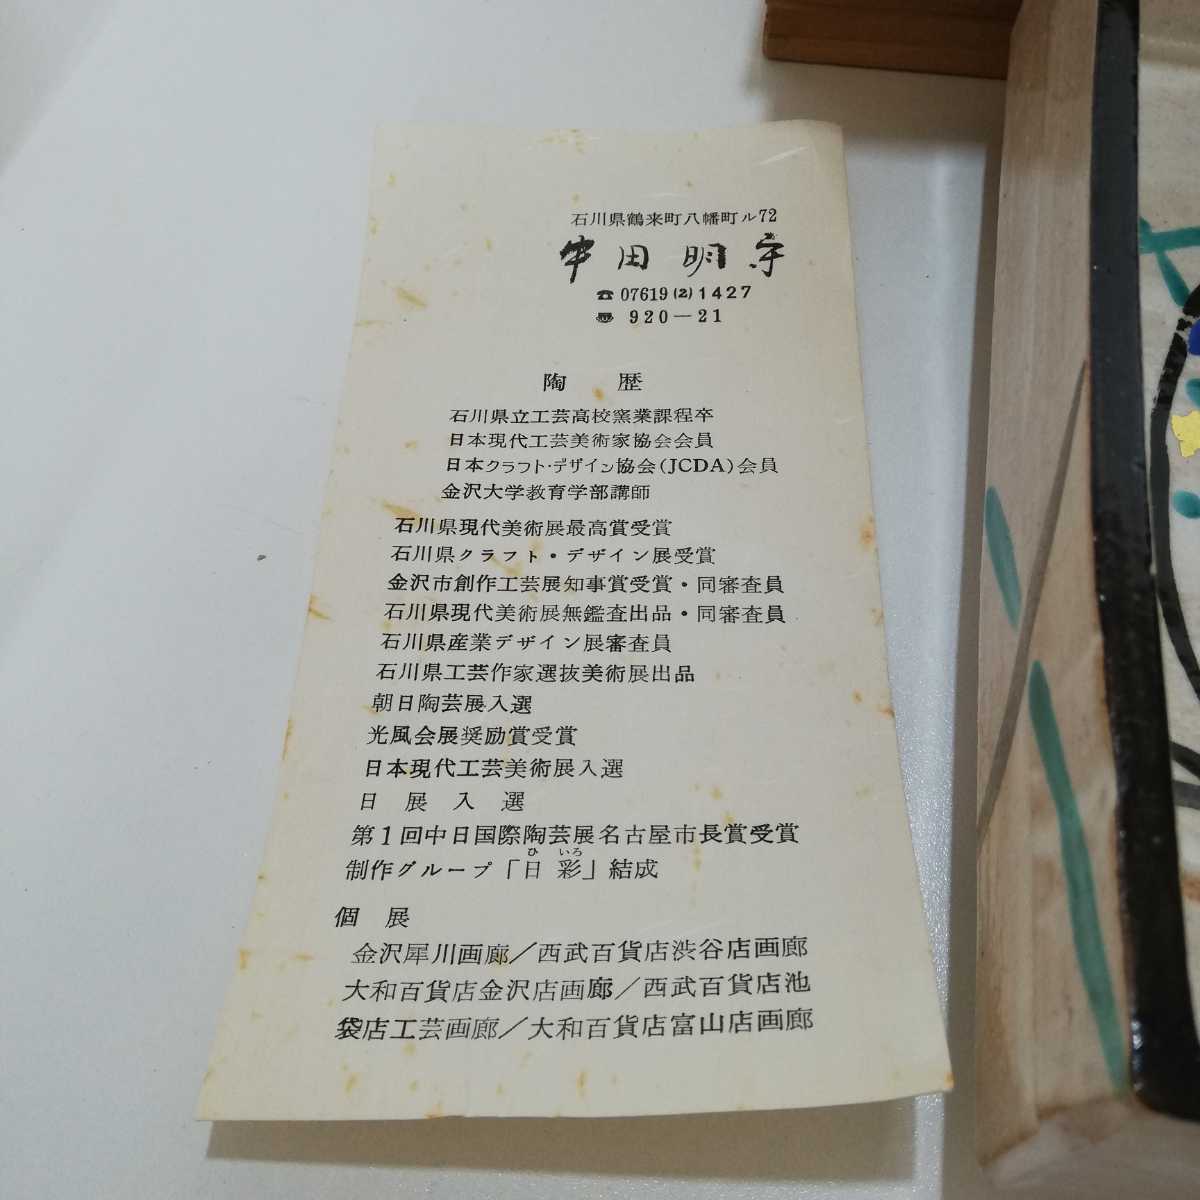 石川県鶴来町八幡町ル72
牛田明守
☎07619(2)1427
〠 920—21
陶　歴
石川県立工芸高校窯業課程卒
日本現代工芸美術家協会会員
日本クラフト・デザイン協会(JCDA)会員
金沢大学教育学部講師
石川県現代美術展最高賞受賞
石川県クラフト・デザイン展受賞
金沢市創作工芸展知事賞受賞・同審査員
石川県現代美術展無鑑査出品・同審査員
石川県産業デザイン展審査員
石川県工芸作家選抜美術展出品
朝日陶芸展入選
光風会展奨励賞受賞
日本現代工芸美術展入選
日　展　入　選
第1回中日国際陶芸展名古屋市長賞受賞
ひ いろ
制作グループ「日 彩」結成
個　展
金沢犀川画廊／西武百貨店渋谷店画廊
大和百貨店金沢店画廊／西武百貨店池
袋店工芸画廊／大和百貨店富山店画廊